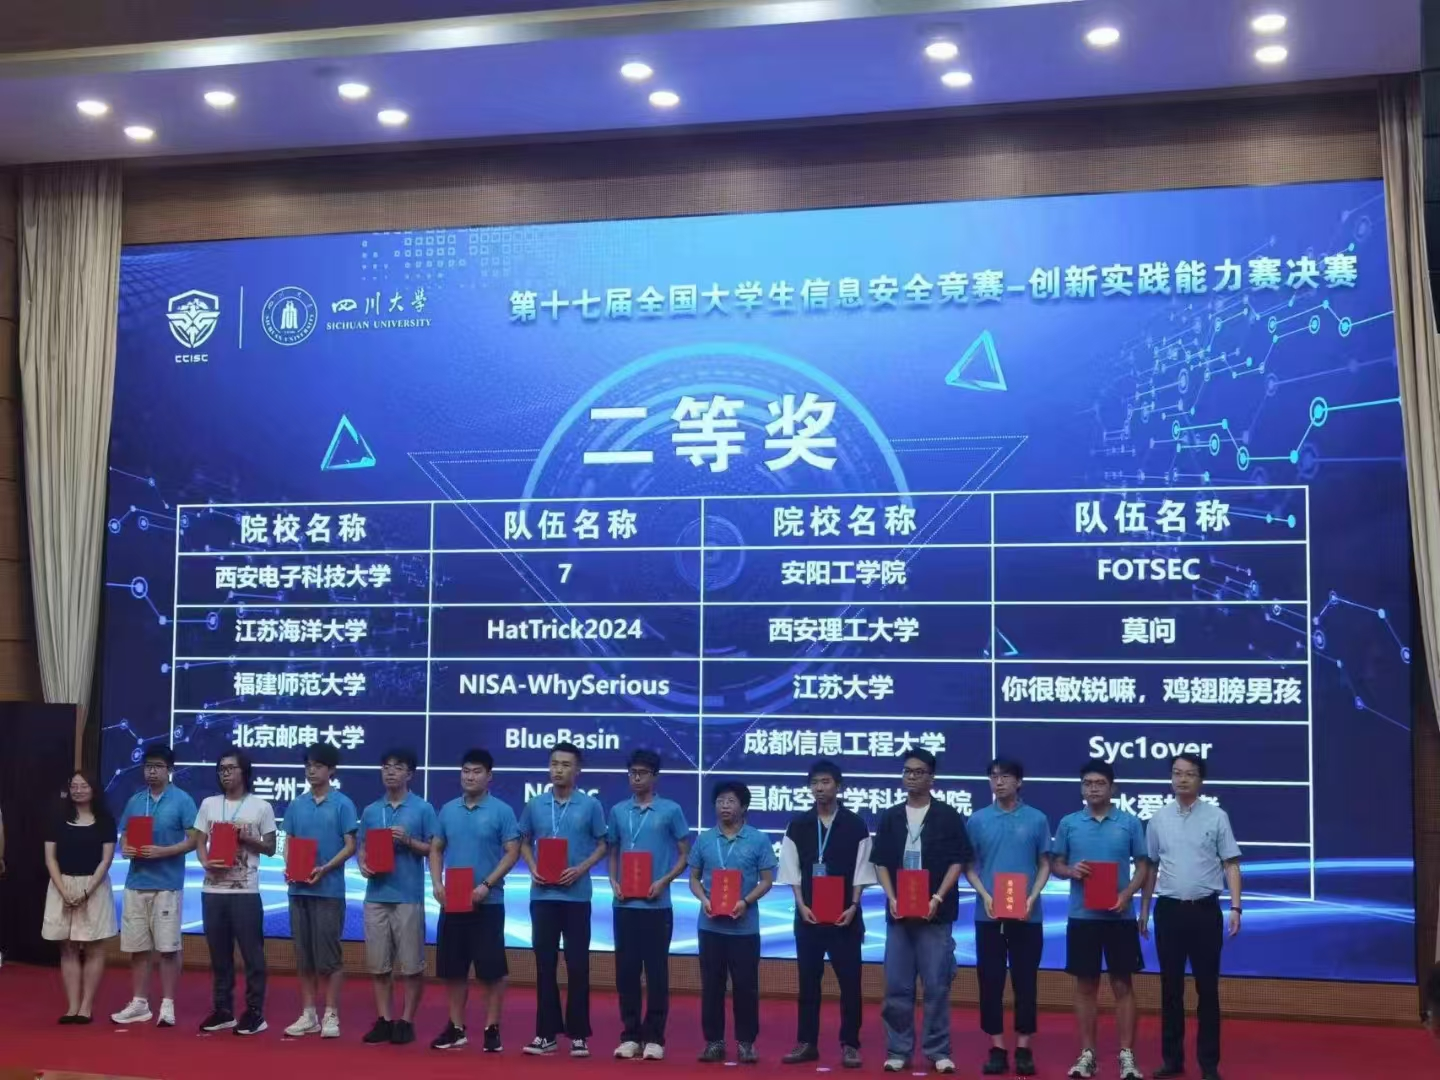 CCISC
四川大学
SICHUAN UNIVERSITY
第十七届全国大学生信息安全竞赛-创新实践能力赛决赛
二等奖
院校名称 队伍名称 院校名称 队伍名称
西安电子科技大学 7 安阳工学院 FOTSEC
江苏海洋大学 HatTrick2024 西安理工大学 莫问
福建师范大学 NISA-WhySerious 江苏大学 你很敏锐嘛，鸡翅膀男孩
北京邮电大学 BlueBasin 成都信息工程大学 Syc1over
兰州大学